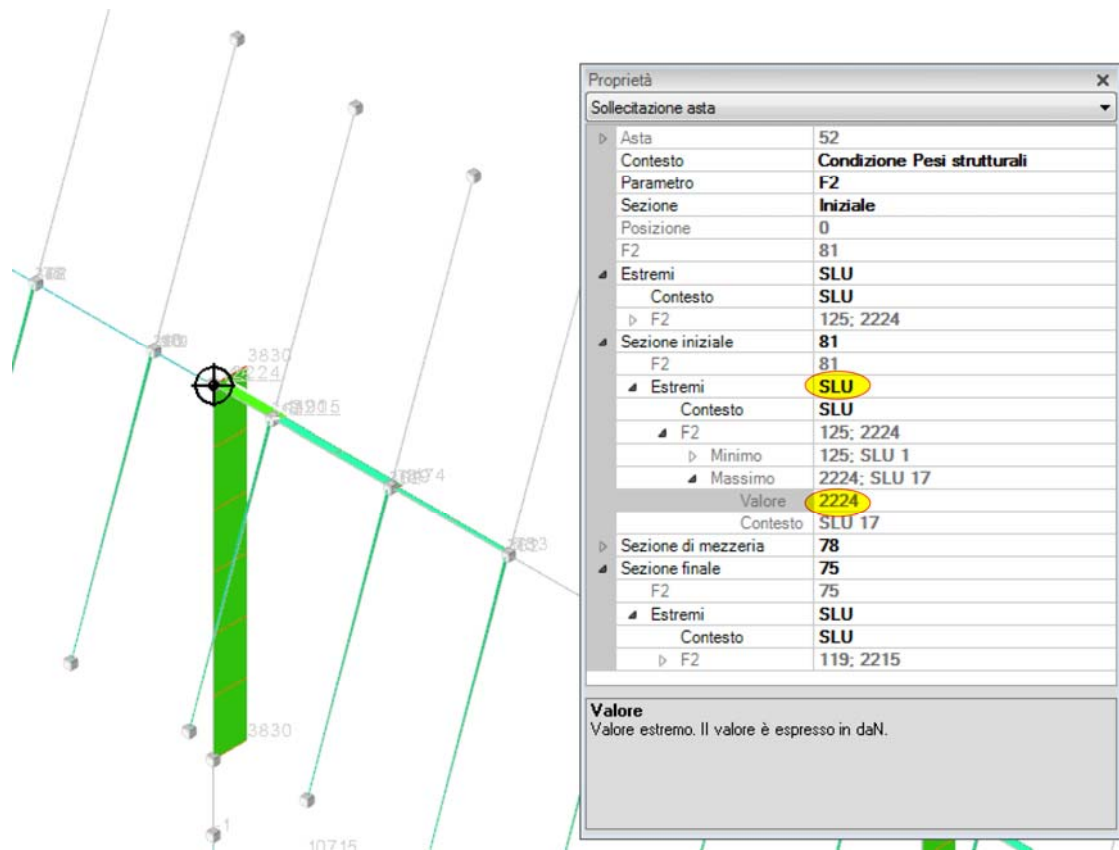 Proprietà
Sollecitazione asta
Asta 52
Contesto Condizione Pesi strutturali
Parametro F2
Sezione Iniziale
Posizione 0
F2 81
Estremi SLU
Contesto SLU
F2 125; 2224
Sezione iniziale 81
F2 81
Estremi SLU
Contesto SLU
F2 125; 2224
Minimo 125; SLU 1
Massimo 2224; SLU 17
Valore 2224
Contesto SLU 17
Sezione di mezzeria 78
Sezione finale 75
F2 75
Estremi SLU
Contesto SLU
F2 119; 2215
Valore
Valore estremo. Il valore è espresso in daN.
3830
2224
3830
10715